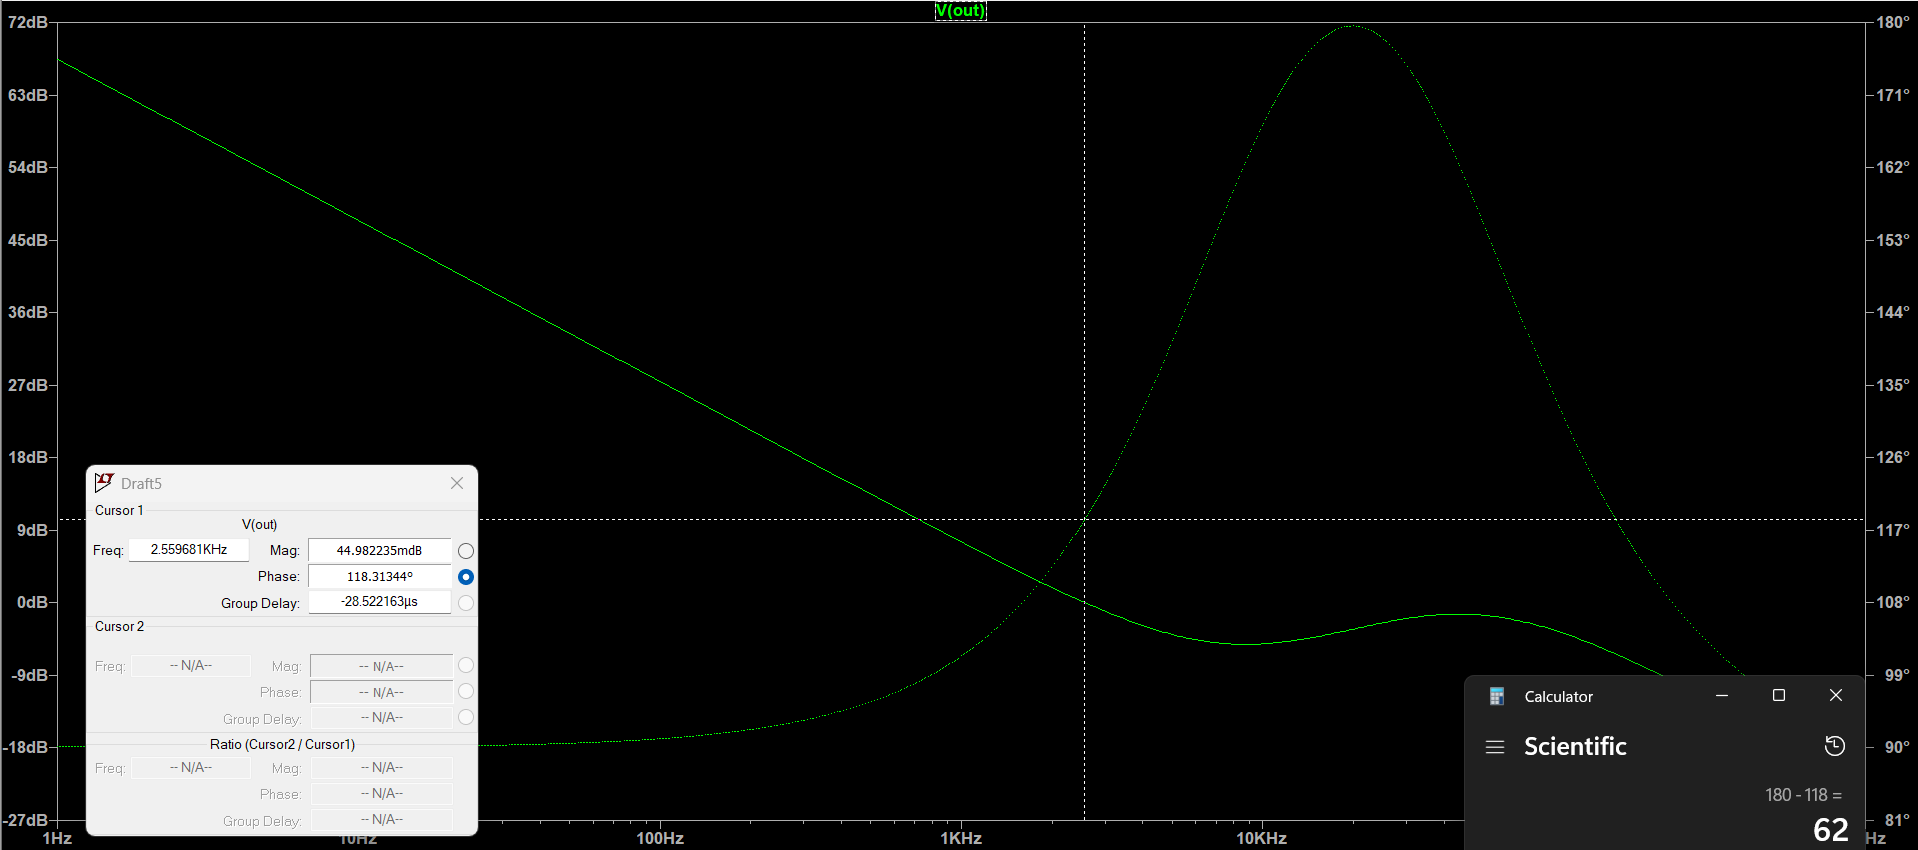 V(out)
72dB
63dB
54dB
45dB
36dB
27dB
18dB
9dB
0dB
-9dB
-18dB
-27dB
180°
171°
162°
153°
144°
135°
126°
117°
108°
99°
90°
81°
1Hz 10Hz 100Hz 1KHz 10KHz Hz
Draft5
Cursor 1
V(out)
Freq: 2.559681KHz Mag: 44.982235mdB
Phase: 118.31344°
Group Delay: -28.522163µs
Cursor 2
Freq: -- N/A-- Mag: -- N/A--
Phase: -- N/A--
Group Delay: -- N/A--
Ratio (Cursor2 / Cursor1)
Freq: -- N/A-- Mag: -- N/A--
Phase: -- N/A--
Group Delay: -- N/A--
Calculator
Scientific
180 - 118 =
62